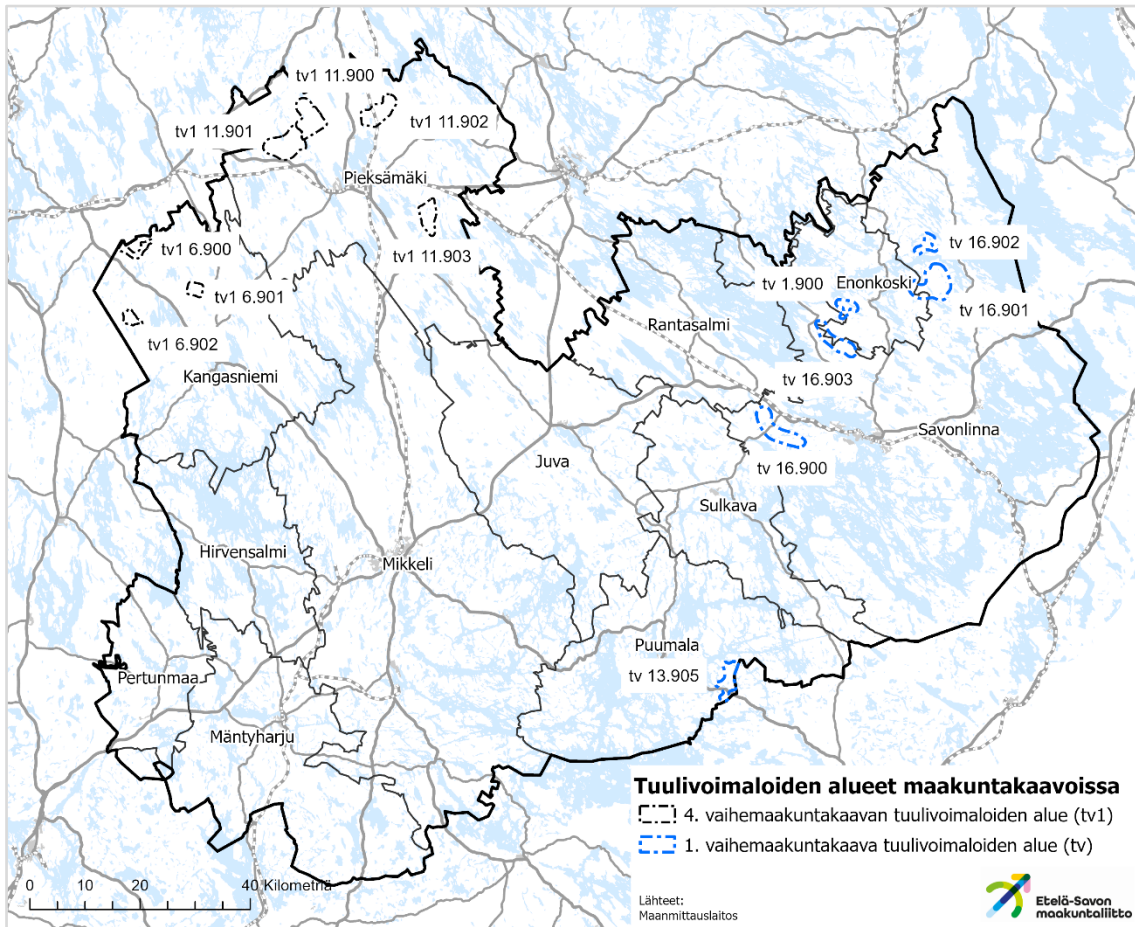 tv1 11.900
tv1 11.901
tv1 11.902
Pieksämäki
tv1 6.900
tv1 11.903
tv 16.902
tv 1.900
Enonkoski
tv1 6.901
tv 16.901
Rantasalmi
tv1 6.902
Kangasniemi
tv 16.903
Savonlinna
Juva
tv 16.900
Sulkava
Hirvensalmi
Mikkeli
Puumala
Pertunmaa
tv 13.905
Mäntyharju
Tuulivoimaloiden alueet maakuntakaavoissa
4. vaihemaakuntakaavan tuulivoimaloiden alue (tv1)
1. vaihemaakuntakaava tuulivoimaloiden alue (tv)
0 20 40 Kilometriä
Lähteet:
Maanmittauslaitos
Etelä-Savon
maakuntaliitto